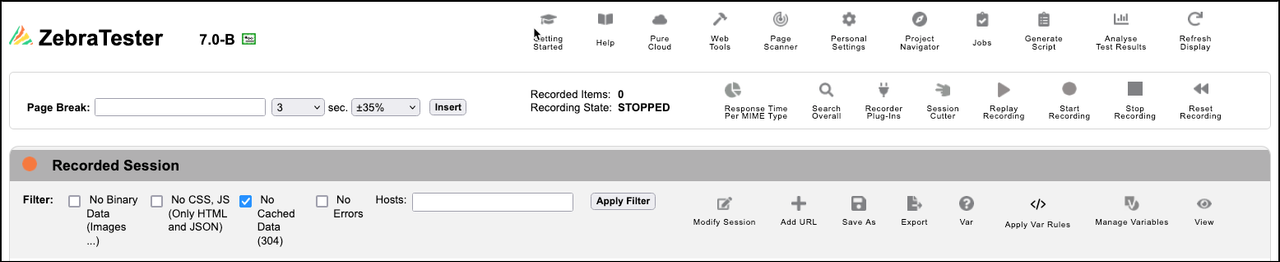 ZebraTester
7.0-B
Getting
Started
Help
Pure
Cloud
Web
Tools
Page
Scanner
Personal
Settings
Project
Navigator
Jobs
Generate
Script
Analyse
Test Results
Refresh
Display
Page Break:
3
sec.
±35%
Insert
Recorded Items: 0
Recording State: STOPPED
Response Time
Per MIME Type
Search
Overall
Recorder
Plug-Ins
Session
Cutter
Replay
Recording
Start
Recording
Stop
Recording
Reset
Recording
Recorded Session
Filter:
No Binary
Data
(Images
...)
No CSS, JS
(Only HTML
and JSON)
No
Cached
Data
(304)
No
Errors
Hosts:
Apply Filter
Modify Session
Add URL
Save As
Export
Var
Apply Var Rules
Manage Variables
View